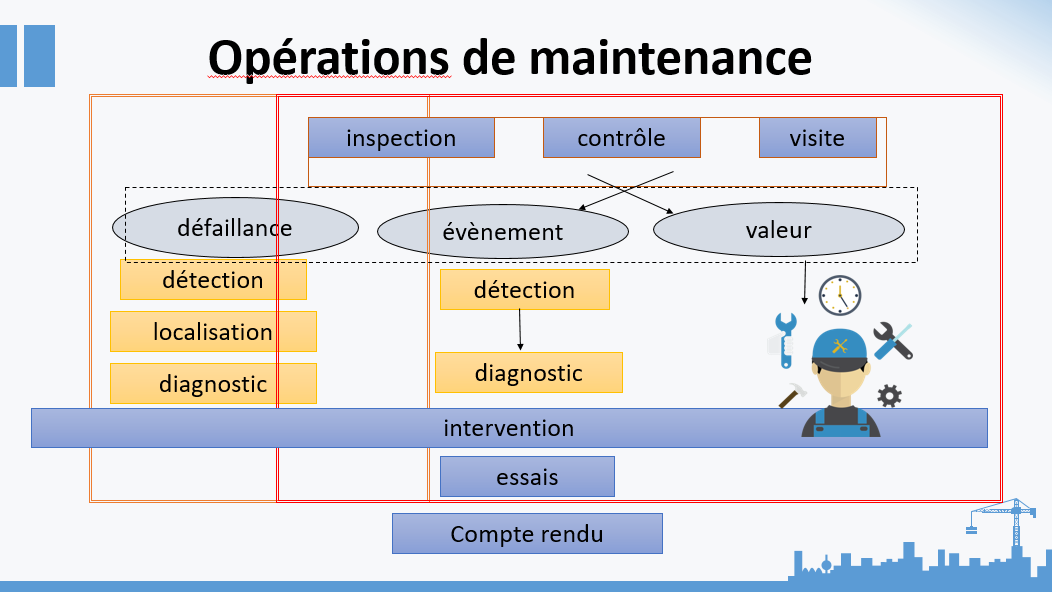 Opérations de maintenance
inspection
contrôle
visite
défaillance
évènement
valeur
détection
localisation
diagnostic
détection
diagnostic
intervention
essais
Compte rendu